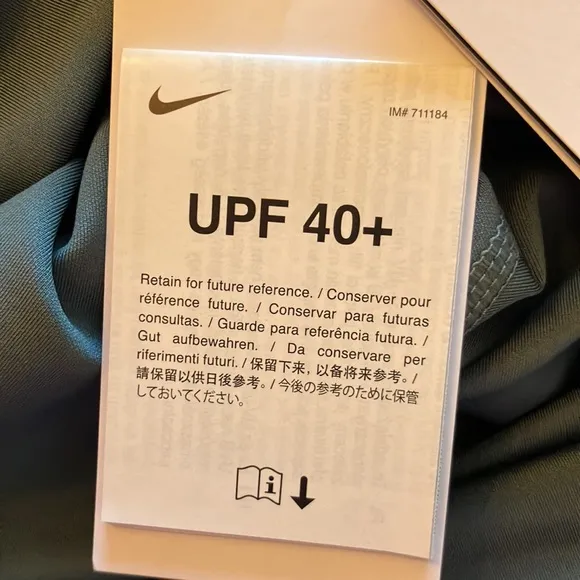 IM# 711184
UPF 40+
Retain for future reference. / Conserver pour
référence future. / Conservar para futuras
consultas. / Guarde para referência futura. /
Gut aufbewahren. / Da conservare per
riferimenti futuri. / 保留下来，以备将来参考。/
請保留以供日後參考。/ 今後の参考のために保管
しておいてください。